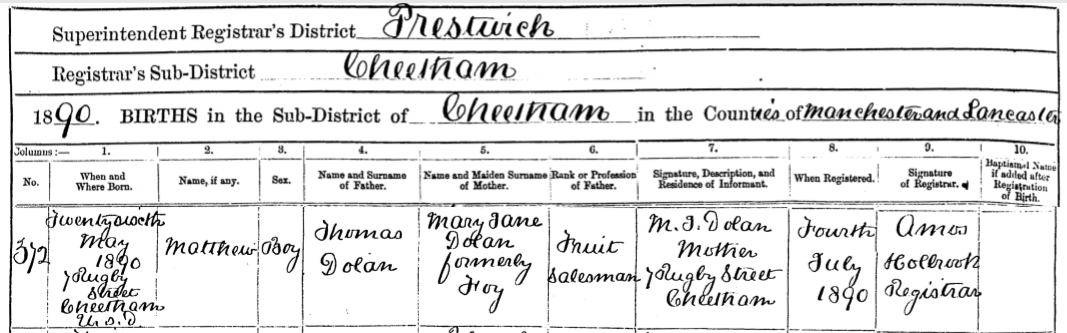 Superintendent Registrar's District Prestwich
Registrar's Sub-District Cheetham
1890. BIRTHS in the Sub-District of Cheetham in the Counties of Manchester and Lancaster
Columns:— 1. 2. 3. 4. 5. 6. 7. 8. 9. 10.
No.
When and
Where Born.
Name, if any.
Sex.
Name and Surname
of Father.
Name and Maiden Surname
of Mother.
Rank or Profession
of Father.
Signature, Description, and
Residence of Informant.
When Registered.
Signature
of Registrar.
Baptismal Name
if added after
Registration
of Birth.
372
Twentysixth
May
1890
7 Rugby
Street
Cheetham
U.S.D.
Matthew
Boy
Thomas
Dolan
Mary Jane
Dolan
formerly
Foy
Fruit
Salesman
M. J. Dolan
Mother
7 Rugby Street
Cheetham
Fourth
July
1890
Amos
Holbrook
Registrar